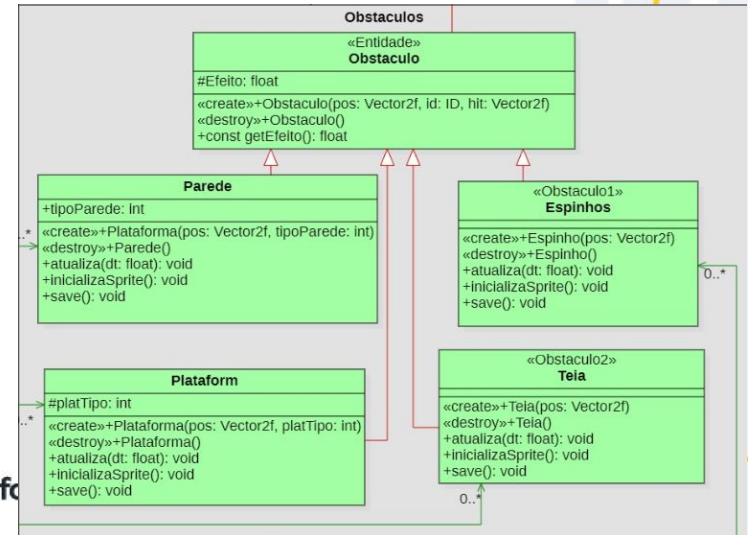 Obstaculos
«Entidade»
Obstaculo
#Efeito: float
«create»+Obstaculo(pos: Vector2f, id: ID, hit: Vector2f)
«destroy»+Obstaculo()
+const getEfeito(): float
Parede
+tipoParede: int
«create»+Plataforma(pos: Vector2f, tipoParede: int)
«destroy»+Parede()
+atualiza(dt: float): void
+inicializaSprite(): void
+save(): void
..*
«Obstaculo1»
Espinhos
«create»+Espinho(pos: Vector2f)
«destroy»+Espinho()
+atualiza(dt: float): void
+inicializaSprite(): void
+save(): void
0..*
Plataform
#platTipo: int
«create»+Plataforma(pos: Vector2f, platTipo: int)
«destroy»+Plataforma()
+atualiza(dt: float): void
+inicializaSprite(): void
+save(): void
..*
«Obstaculo2»
Teia
«create»+Teia(pos: Vector2f)
«destroy»+Teia()
+atualiza(dt: float): void
+inicializaSprite(): void
+save(): void
0..*